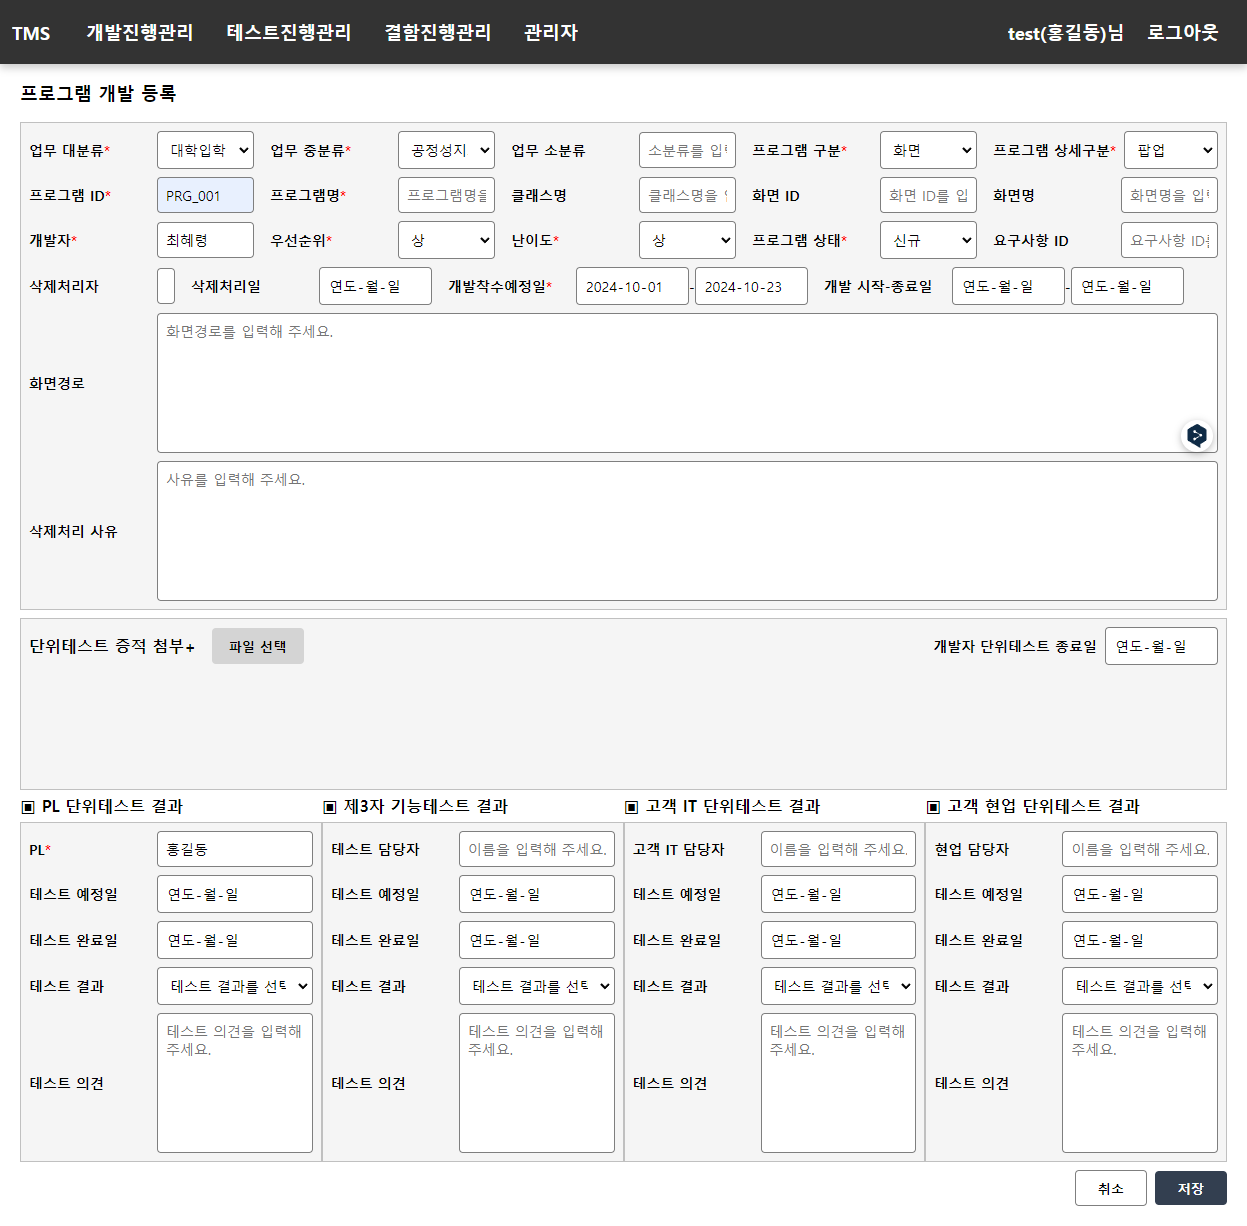 TMS 개발진행관리 테스트진행관리 결함진행관리 관리자 test(홍길동)님 로그아웃
프로그램 개발 등록
업무 대분류* 대학입학 업무 중분류* 공정성지 업무 소분류 소분류를 입 프로그램 구분* 화면 프로그램 상세구분* 팝업
프로그램 ID* PRG_001 프로그램명* 프로그램명을 클래스명 클래스명을 화면 ID 화면 ID를 입 화면명 화면명을 입
개발자* 최혜령 우선순위* 상 난이도* 상 프로그램 상태* 신규 요구사항 ID 요구사항 ID
삭제처리자 삭제처리일 연도-월-일 개발착수예정일* 2024-10-01 - 2024-10-23 개발 시작-종료일 연도-월-일 - 연도-월-일
화면경로 화면경로를 입력해 주세요.
삭제처리 사유 사유를 입력해 주세요.
단위테스트 증적 첨부+ 파일 선택 개발자 단위테스트 종료일 연도-월-일
▣ PL 단위테스트 결과 ▣ 제3자 기능테스트 결과 ▣ 고객 IT 단위테스트 결과 ▣ 고객 현업 단위테스트 결과
PL* 홍길동 테스트 담당자 이름을 입력해 주세요. 고객 IT 담당자 이름을 입력해 주세요. 현업 담당자 이름을 입력해 주세요.
테스트 예정일 연도-월-일 테스트 예정일 연도-월-일 테스트 예정일 연도-월-일 테스트 예정일 연도-월-일
테스트 완료일 연도-월-일 테스트 완료일 연도-월-일 테스트 완료일 연도-월-일 테스트 완료일 연도-월-일
테스트 결과 테스트 결과를 선 테스트 결과 테스트 결과를 선 테스트 결과 테스트 결과를 선 테스트 결과 테스트 결과를 선
테스트 의견을 입력해 테스트 의견을 입력해 테스트 의견을 입력해 테스트 의견을 입력해
주세요. 주세요. 주세요. 주세요.
테스트 의견 테스트 의견 테스트 의견 테스트 의견
취소 저장